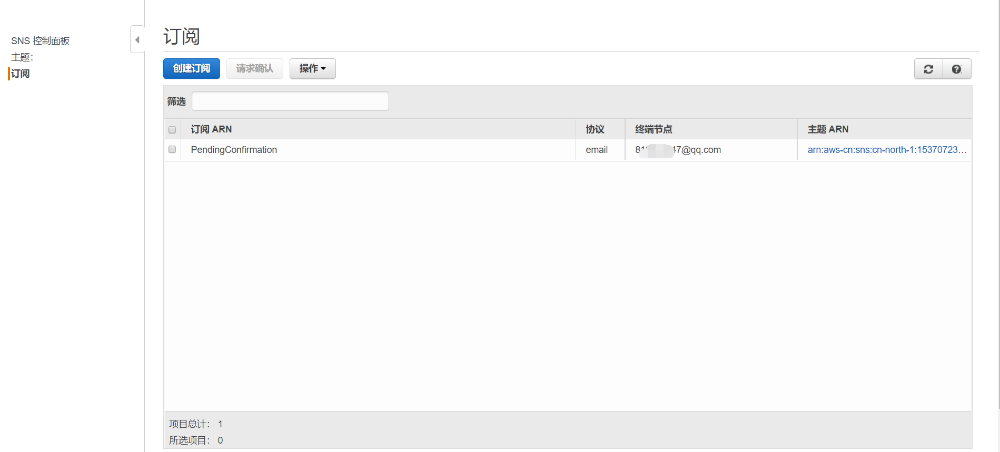 SNS 控制面板
主题:
订阅
订阅
创建订阅 请求确认 操作
筛选
订阅 ARN 协议 终端节点 主题 ARN
PendingConfirmation email 81 47@qq.com arn:aws-cn:sns:cn-north-1:15370723...
项目总计： 1
所选项目： 0